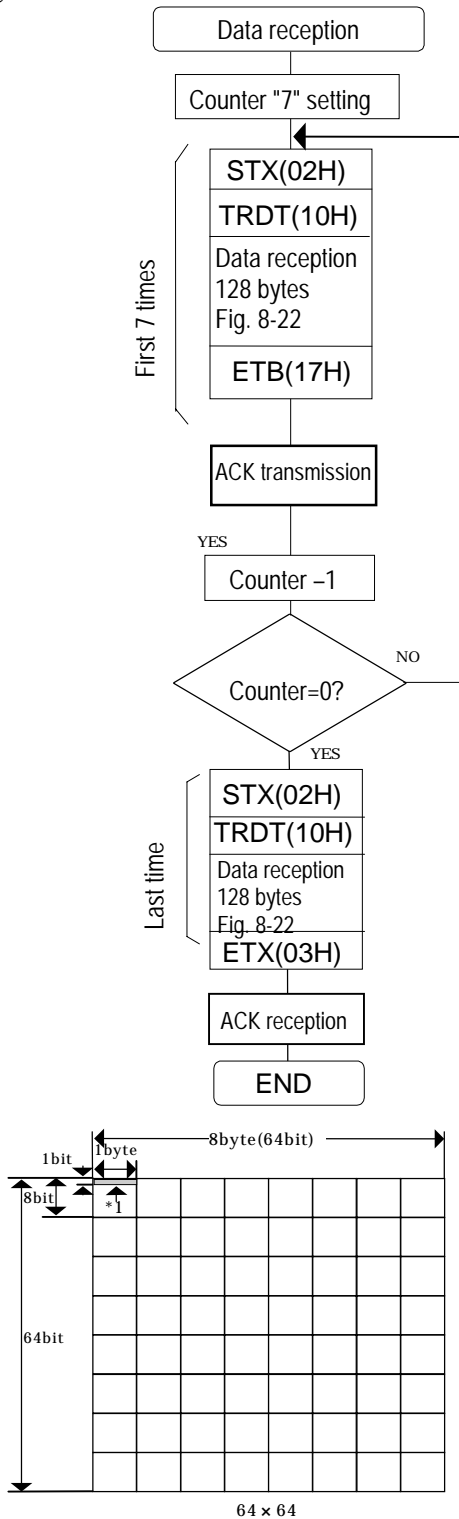 Data reception
Counter "7" setting
First 7 times
STX(02H)
TRDT(10H)
Data reception
128 bytes
Fig. 8-22
ETB(17H)
ACK transmission
YES
Counter –1
NO
Counter=0?
YES
Last time
STX(02H)
TRDT(10H)
Data reception
128 bytes
Fig. 8-22
ETX(03H)
ACK reception
END
8byte(64bit)
1bit
1byte
8bit
*1
64bit
64 × 64